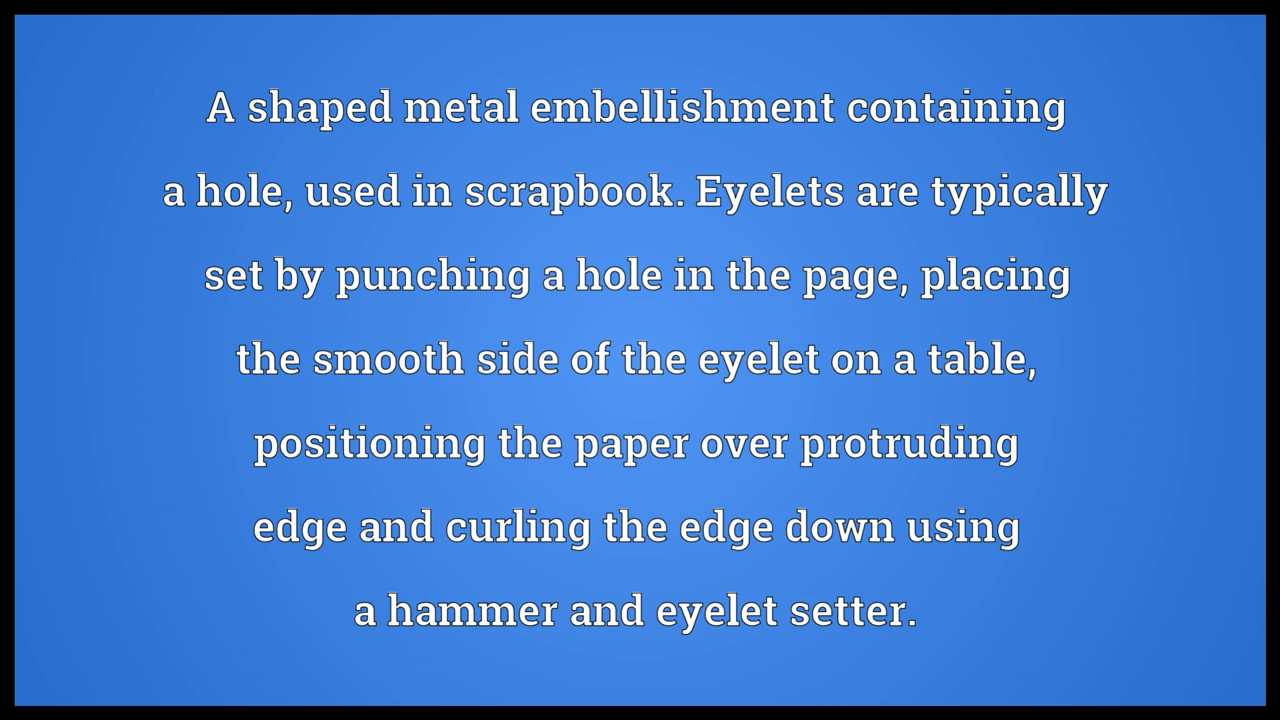 A shaped metal embellishment containing
a hole, used in scrapbook. Eyelets are typically
set by punching a hole in the page, placing
the smooth side of the eyelet on a table,
positioning the paper over protruding
edge and curling the edge down using
a hammer and eyelet setter.